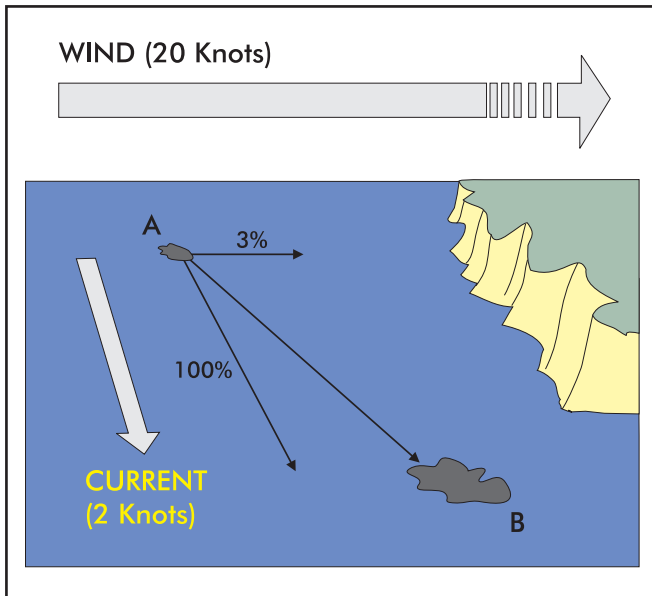 WIND (20 Knots)
A
3%
100%
CURRENT
(2 Knots)
B